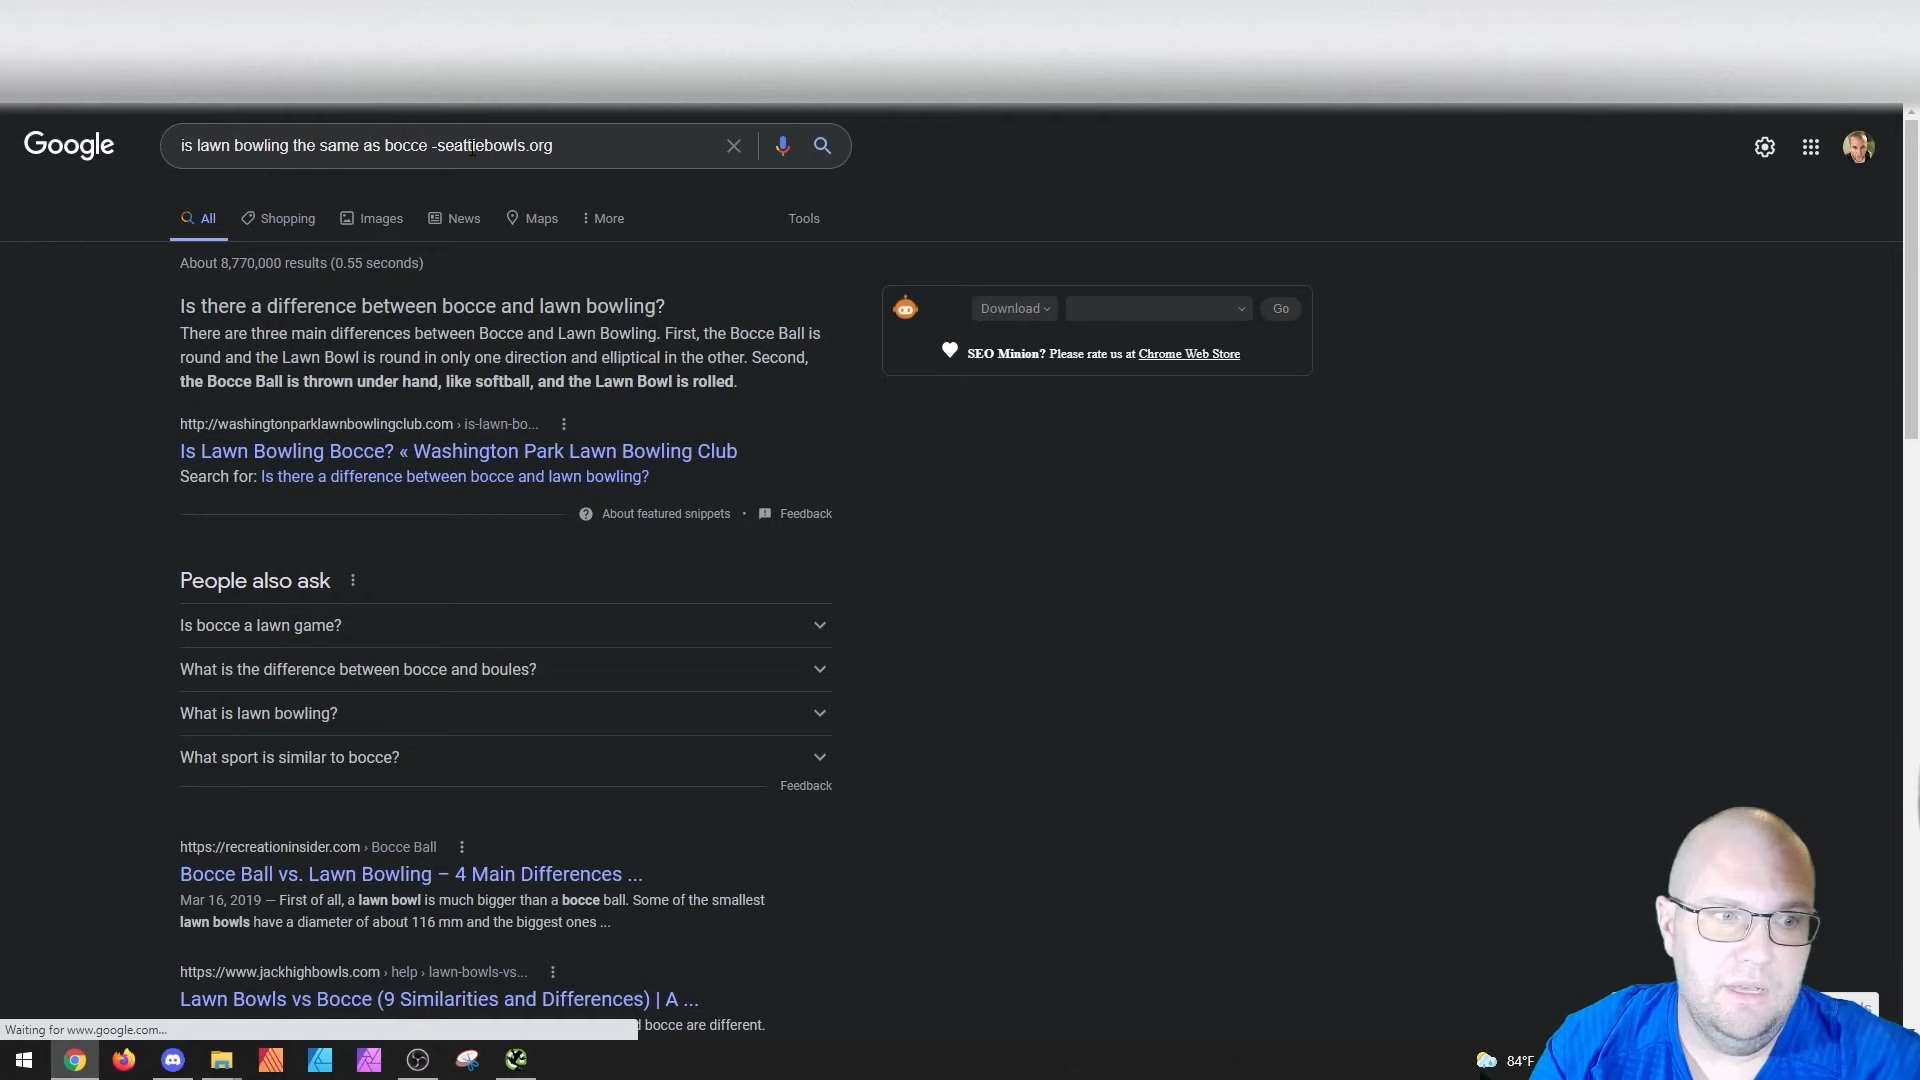 Google
is lawn bowling the same as bocce -seattlebowls.org
All Shopping Images News Maps More Tools
About 8,770,000 results (0.55 seconds)
Is there a difference between bocce and lawn bowling?
There are three main differences between Bocce and Lawn Bowling. First, the Bocce Ball is
round and the Lawn Bowl is round in only one direction and elliptical in the other. Second,
the Bocce Ball is thrown under hand, like softball, and the Lawn Bowl is rolled.
http://washingtonparklawnbowlingclub.com › is-lawn-bo...
Is Lawn Bowling Bocce? « Washington Park Lawn Bowling Club
Search for: Is there a difference between bocce and lawn bowling?
About featured snippets • Feedback
Download Go
SEO Minion? Please rate us at Chrome Web Store
People also ask
Is bocce a lawn game?
What is the difference between bocce and boules?
What is lawn bowling?
What sport is similar to bocce?
Feedback
https://recreationinsider.com › Bocce Ball
Bocce Ball vs. Lawn Bowling – 4 Main Differences ...
Mar 16, 2019 — First of all, a lawn bowl is much bigger than a bocce ball. Some of the smallest
lawn bowls have a diameter of about 116 mm and the biggest ones ...
https://www.jackhighbowls.com › help › lawn-bowls-vs...
Lawn Bowls vs Bocce (9 Similarities and Differences) | A ...
bocce are different.
Waiting for www.google.com...
84°F